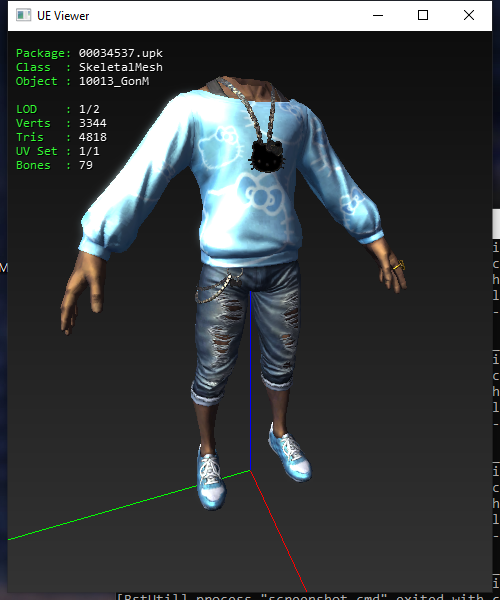 UE Viewer
Package: 00034537.upk
Class : SkeletalMesh
Object : 10013_GonM
LOD : 1/2
Verts : 3344
Tris : 4818
UV Set : 1/1
Bones : 79
M
i
c
h
l
-
i
c
h
l
-
i
c
h
l
-
i
process "screenshot.cmd" exited with c